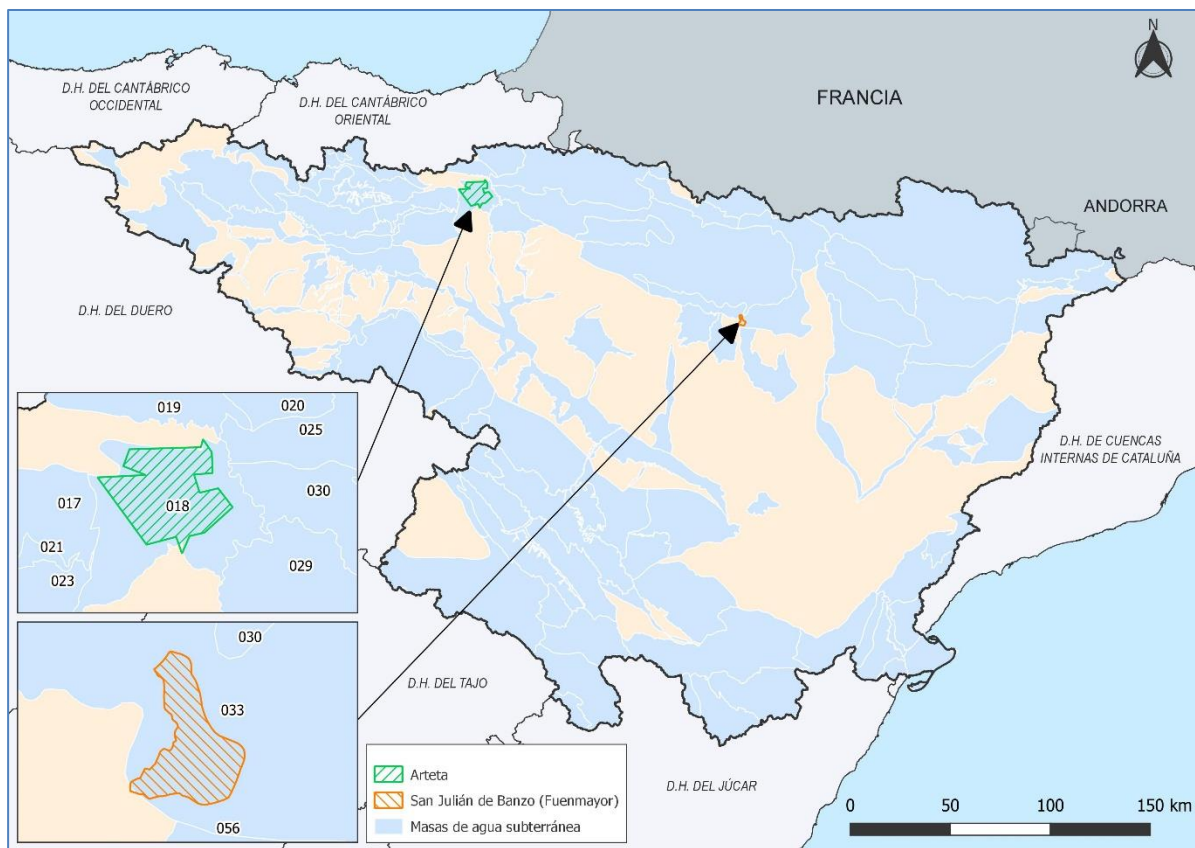 D.H. DEL CANTÁBRICO
OCCIDENTAL
D.H. DEL CANTÁBRICO
ORIENTAL
FRANCIA
N
ANDORRA
D.H. DEL DUERO
D.H. DE CUENCAS
INTERNAS DE CATALUÑA
019
020
025
017
018
030
021
023
029
030
033
056
D.H. DEL TAJO
D.H. DEL JÚCAR
Arteta
San Julián de Banzo (Fuenmayor)
Masas de agua subterránea
0 50 100 150 km